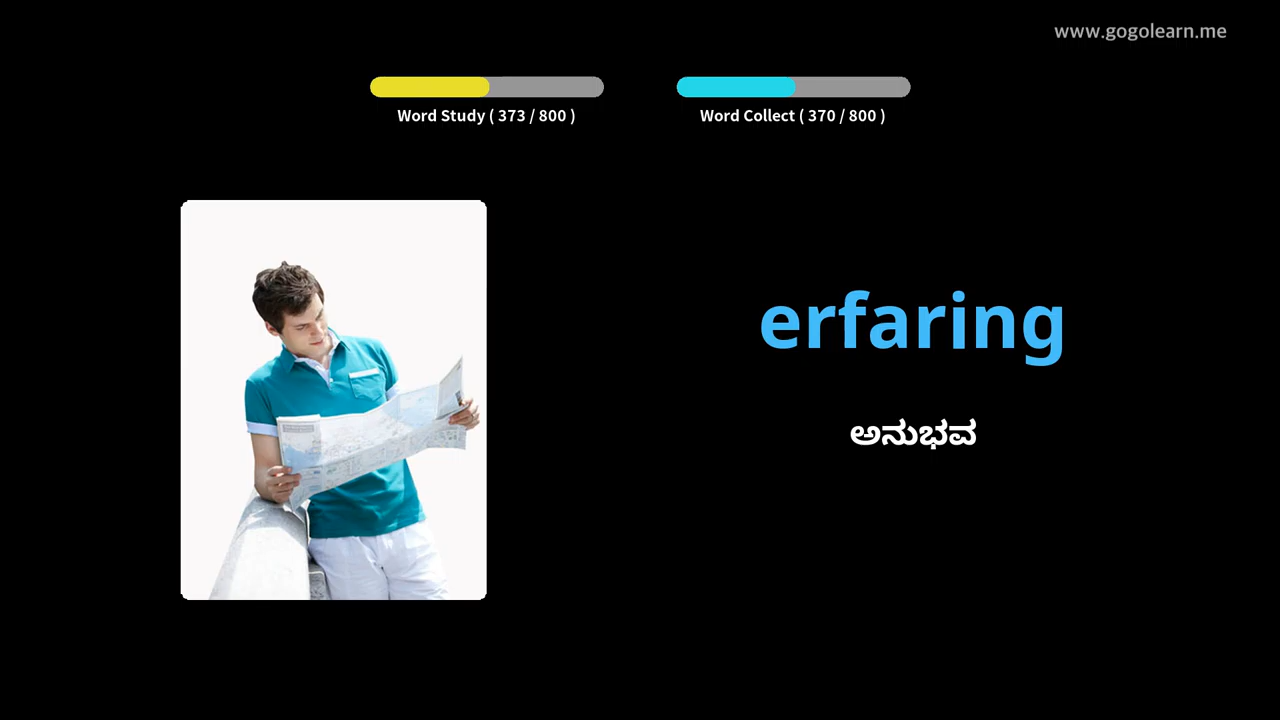 www.gogolearn.me
Word Study ( 373 / 800 )
Word Collect ( 370 / 800 )
erfaring
ಅನುಭವ